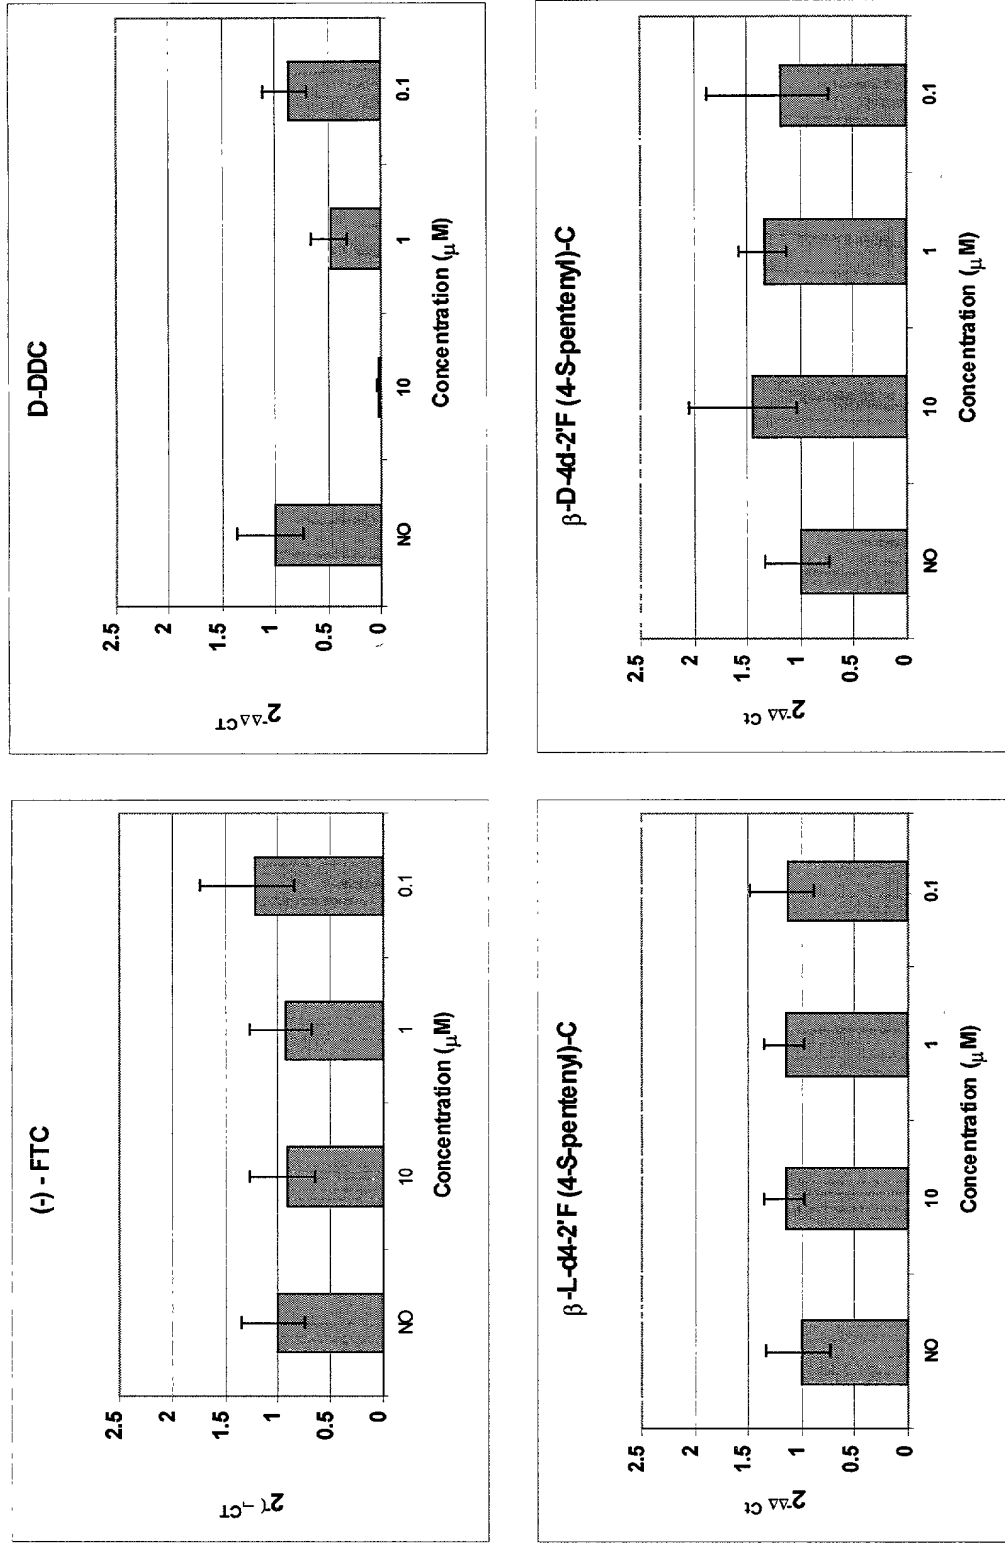 (-) - FTC
2.5
2
1.5
1
0.5
0
NO
10
1
0.1
Concentration (μM)
D-DDC
2.5
2
1.5
1
0.5
0
2^-ΔΔ CT
NO
10
1
0.1
Concentration (μM)
β-L-d4-2'F (4-S-pentenyl)-C
2.5
2
1.5
1
0.5
0
2^-ΔΔ Ct
NO
10
1
0.1
Concentration (μM)
β-D-4d-2'F (4-S-pentenyl)-C
2.5
2
1.5
1
0.5
0
2^-ΔΔ Ct
NO
10
1
0.1
Concentration (μM)